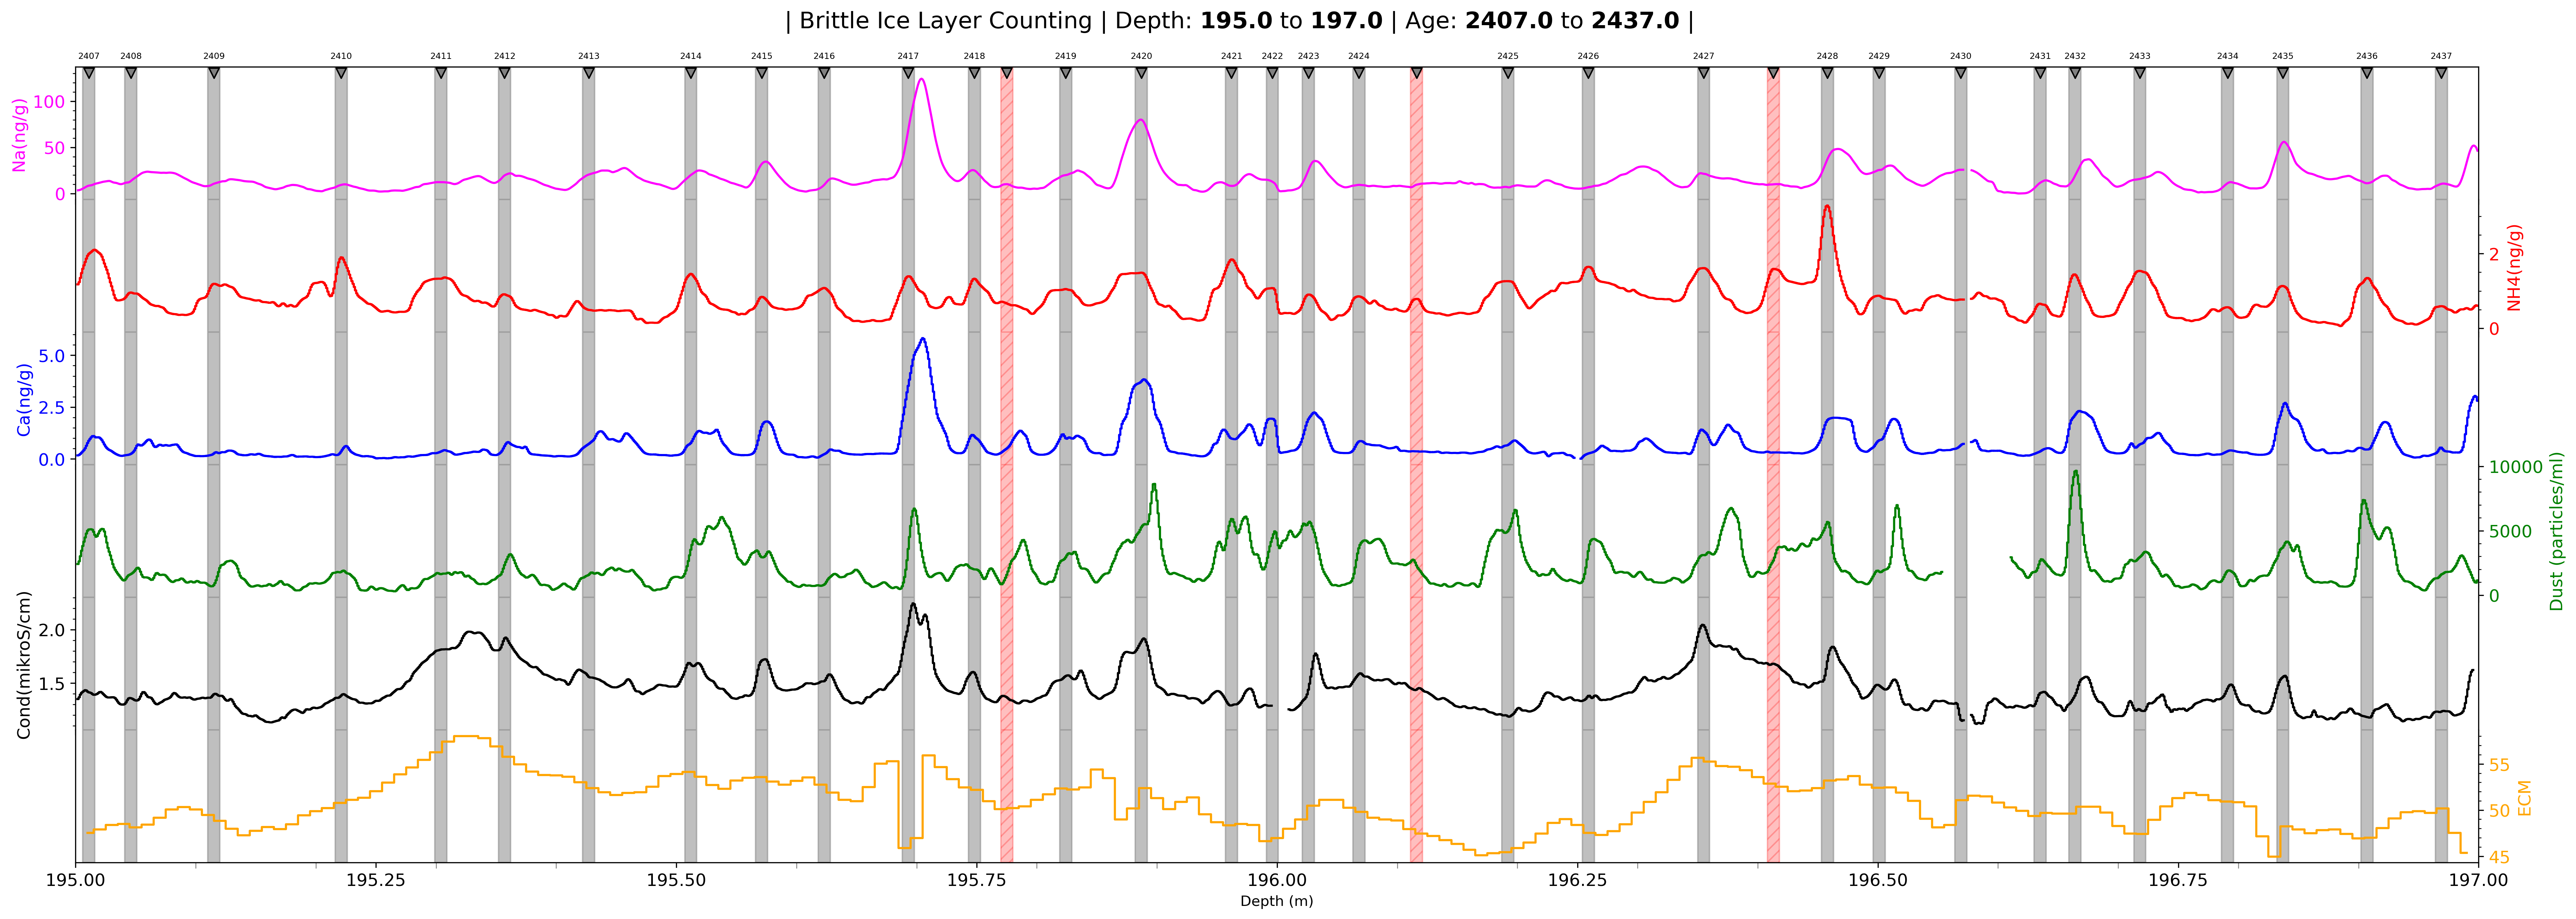 | Brittle Ice Layer Counting | Depth: 195.0 to 197.0 | Age: 2407.0 to 2437.0 |
2407 2408 2409 2410 2411 2412 2413 2414 2415 2416 2417 2418 2419 2420 2421 2422 2423 2424 2425 2426 2427 2428 2429 2430 2431 2432 2433 2434 2435 2436 2437
Na(ng/g)
100
50
0
NH4(ng/g)
2
0
Ca(ng/g)
5.0
2.5
0.0
Dust (particles/ml)
10000
5000
0
Cond(mikroS/cm)
2.0
1.5
ECM
55
50
45
195.00 195.25 195.50 195.75 196.00 196.25 196.50 196.75 197.00
Depth (m)